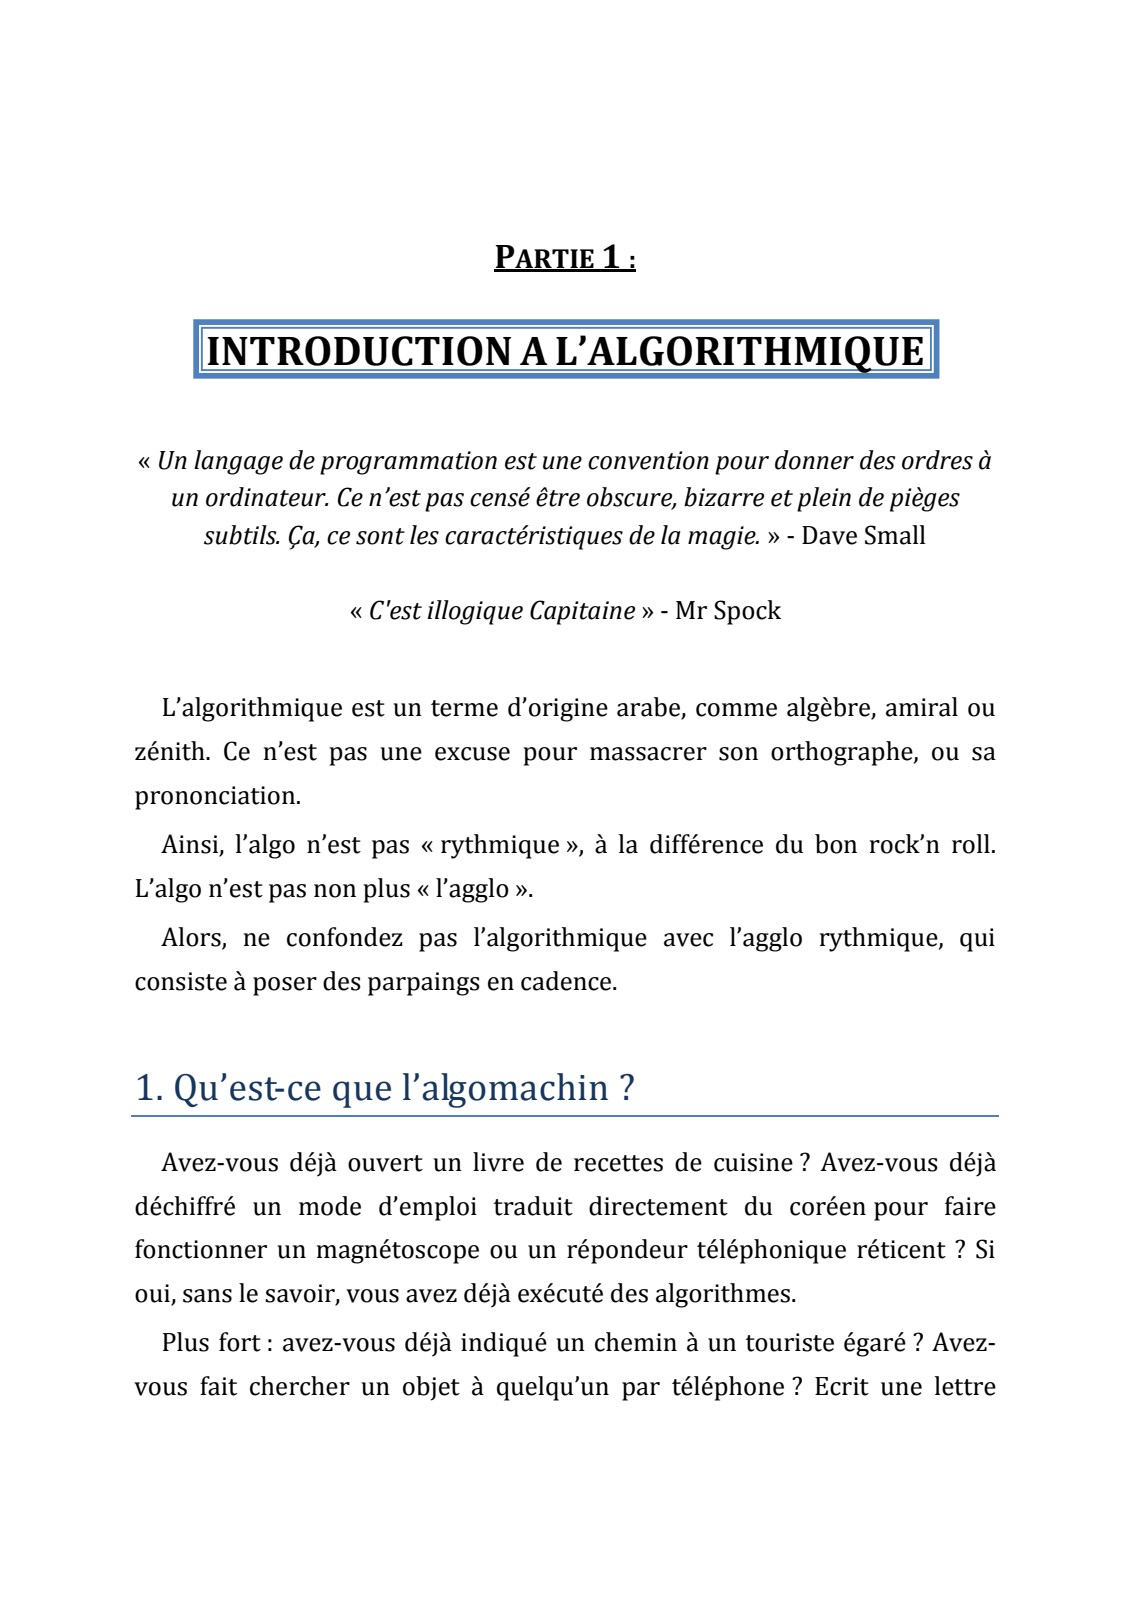 PARTIE 1 :
INTRODUCTION A L’ALGORITHMIQUE
« Un langage de programmation est une convention pour donner des ordres à
un ordinateur. Ce n’est pas censé être obscure, bizarre et plein de pièges
subtils. Ça, ce sont les caractéristiques de la magie. » - Dave Small
« C'est illogique Capitaine » - Mr Spock
L’algorithmique est un terme d’origine arabe, comme algèbre, amiral ou
zénith. Ce n’est pas une excuse pour massacrer son orthographe, ou sa
prononciation.
Ainsi, l’algo n’est pas « rythmique », à la différence du bon rock’n roll.
L’algo n’est pas non plus « l’agglo ».
Alors, ne confondez pas l’algorithmique avec l’agglo rythmique, qui
consiste à poser des parpaings en cadence.
1. Qu’est-ce que l’algomachin ?
Avez-vous déjà ouvert un livre de recettes de cuisine ? Avez-vous déjà
déchiffré un mode d’emploi traduit directement du coréen pour faire
fonctionner un magnétoscope ou un répondeur téléphonique réticent ? Si
oui, sans le savoir, vous avez déjà exécuté des algorithmes.
Plus fort : avez-vous déjà indiqué un chemin à un touriste égaré ? Avez-
vous fait chercher un objet à quelqu’un par téléphone ? Ecrit une lettre